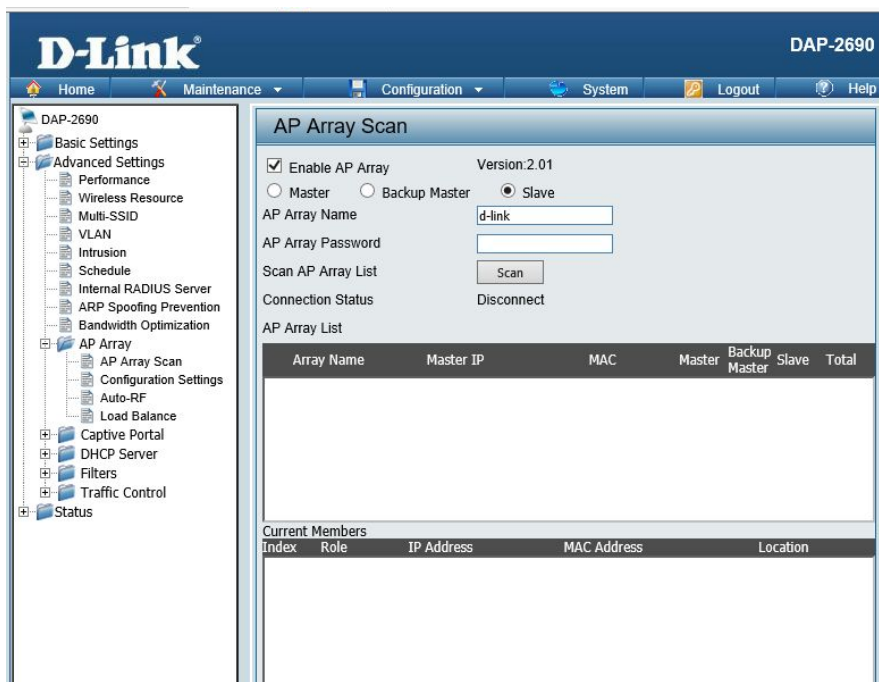 D-Link®
DAP-2690
Home Maintenance Configuration System Logout Help
DAP-2690
Basic Settings
Advanced Settings
Performance
Wireless Resource
Multi-SSID
VLAN
Intrusion
Schedule
Internal RADIUS Server
ARP Spoofing Prevention
Bandwidth Optimization
AP Array
AP Array Scan
Configuration Settings
Auto-RF
Load Balance
Captive Portal
DHCP Server
Filters
Traffic Control
Status
AP Array Scan
Enable AP Array Version:2.01
Master Backup Master Slave
AP Array Name d-link
AP Array Password
Scan AP Array List Scan
Connection Status Disconnect
AP Array List
Array Name Master IP MAC Master Backup Master Slave Total
Current Members
Index Role IP Address MAC Address Location